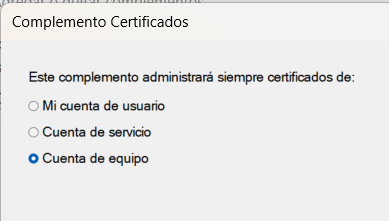 Complemento Certificados
Este complemento administrará siempre certificados de:
Mi cuenta de usuario
Cuenta de servicio
Cuenta de equipo